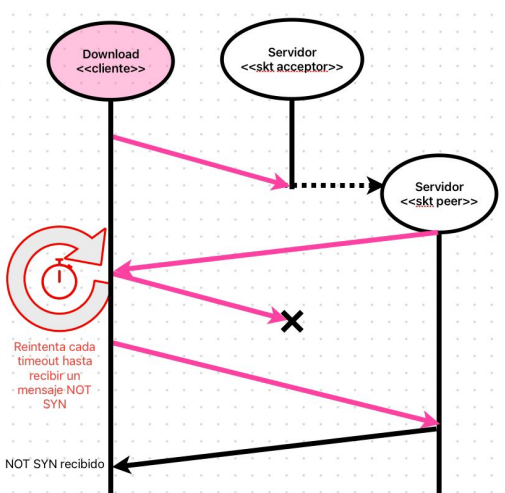 Download
<<cliente>>
Servidor
<<skt acceptor>>
Servidor
<<skt peer>>
Reintenta cada
timeout hasta
recibir un
mensaje NOT
SYN
NOT SYN recibido